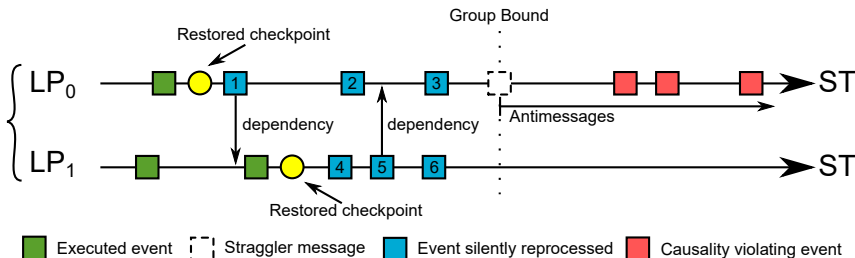 Group Bound
Restored checkpoint
LP0 1 2 3 ST
Antimessages
dependency dependency
LP1 4 5 6 ST
Restored checkpoint
Executed event Straggler message Event silently reprocessed Causality violating event